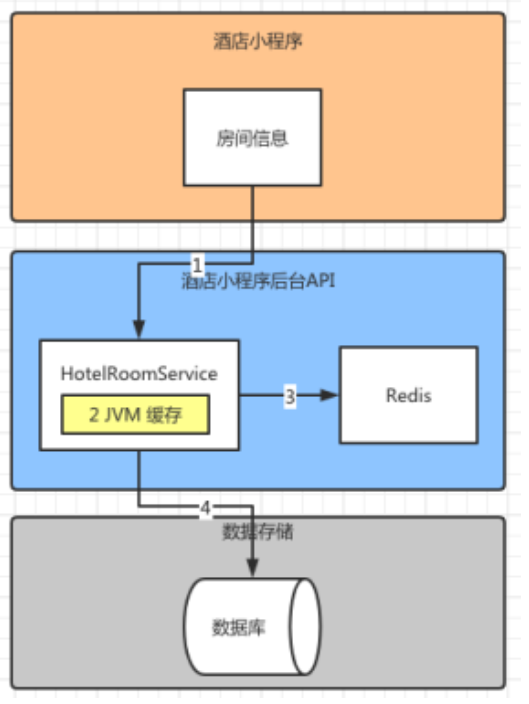 酒店小程序
房间信息
1
酒店小程序后台API
HotelRoomService
2 JVM 缓存
3
Redis
4
数据存储
数据库